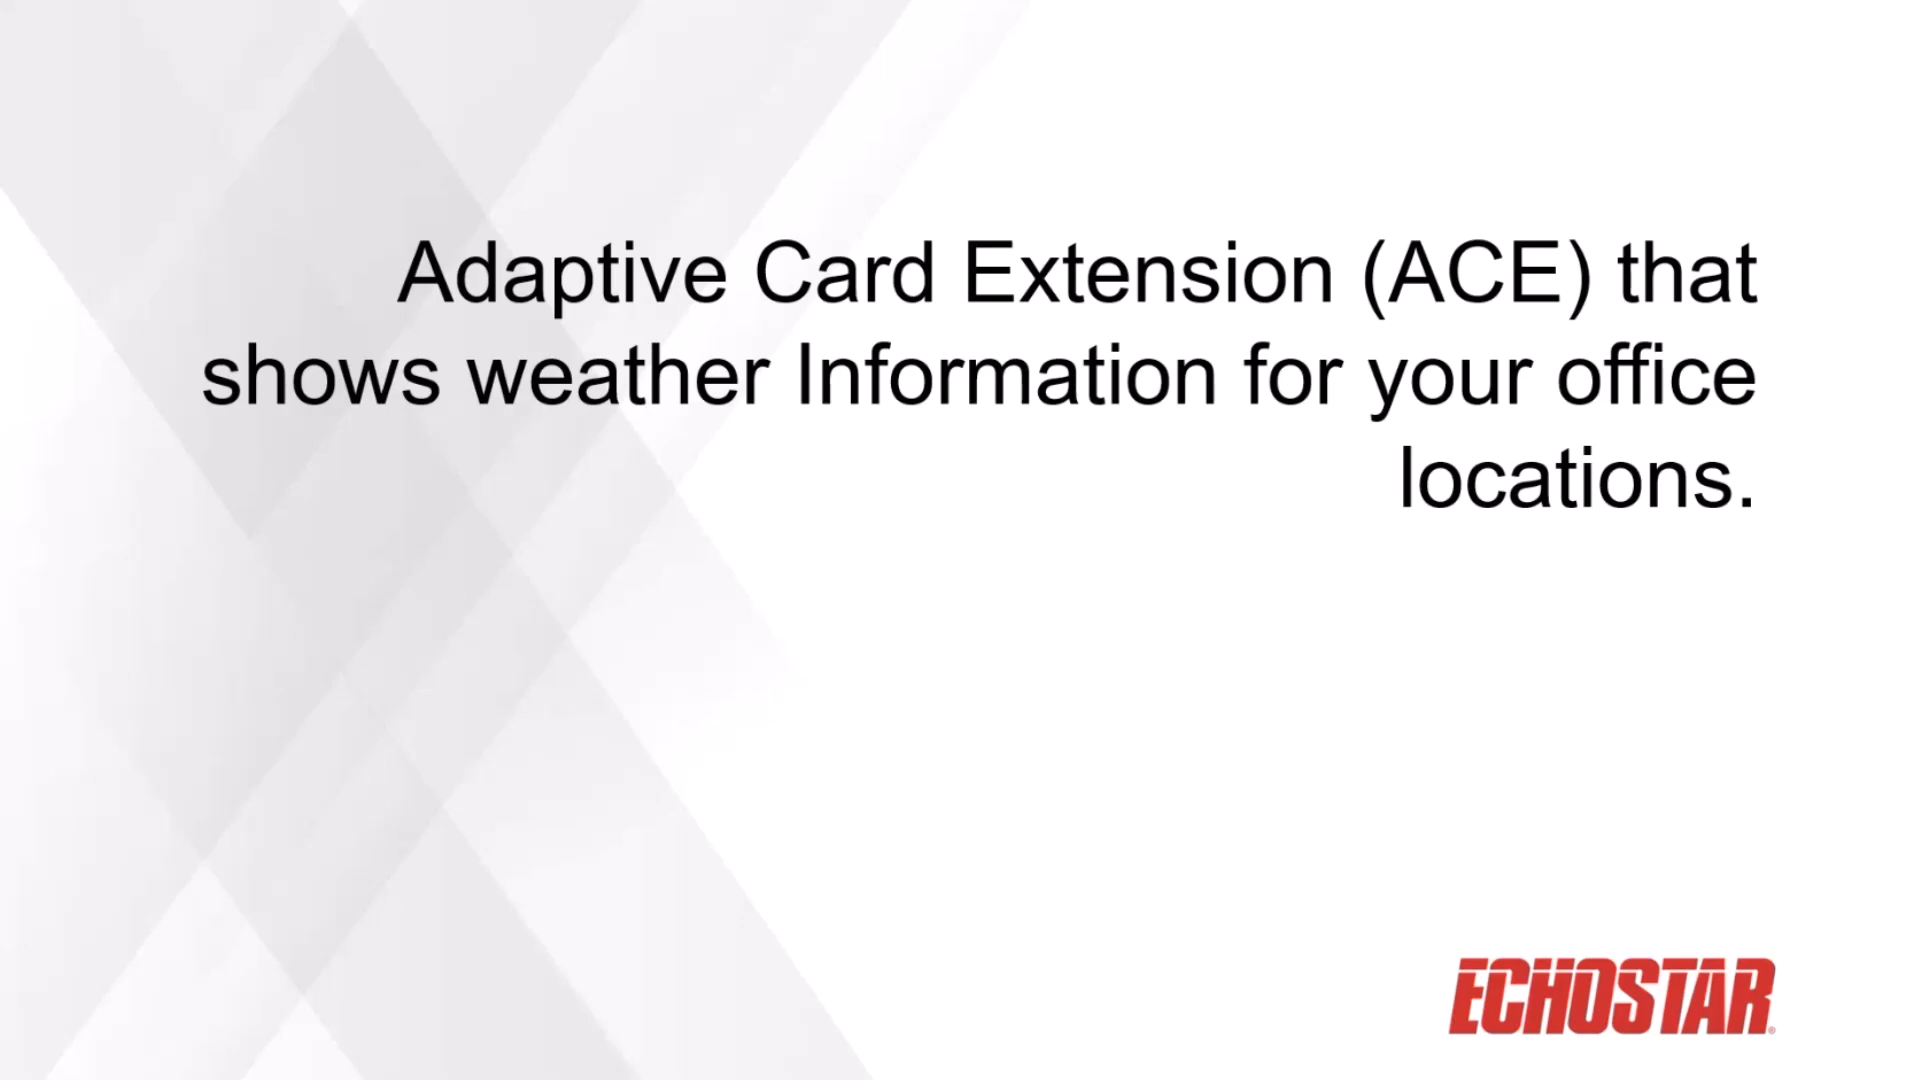 Adaptive Card Extension (ACE) that
shows weather Information for your office
locations.
ECHOSTAR®